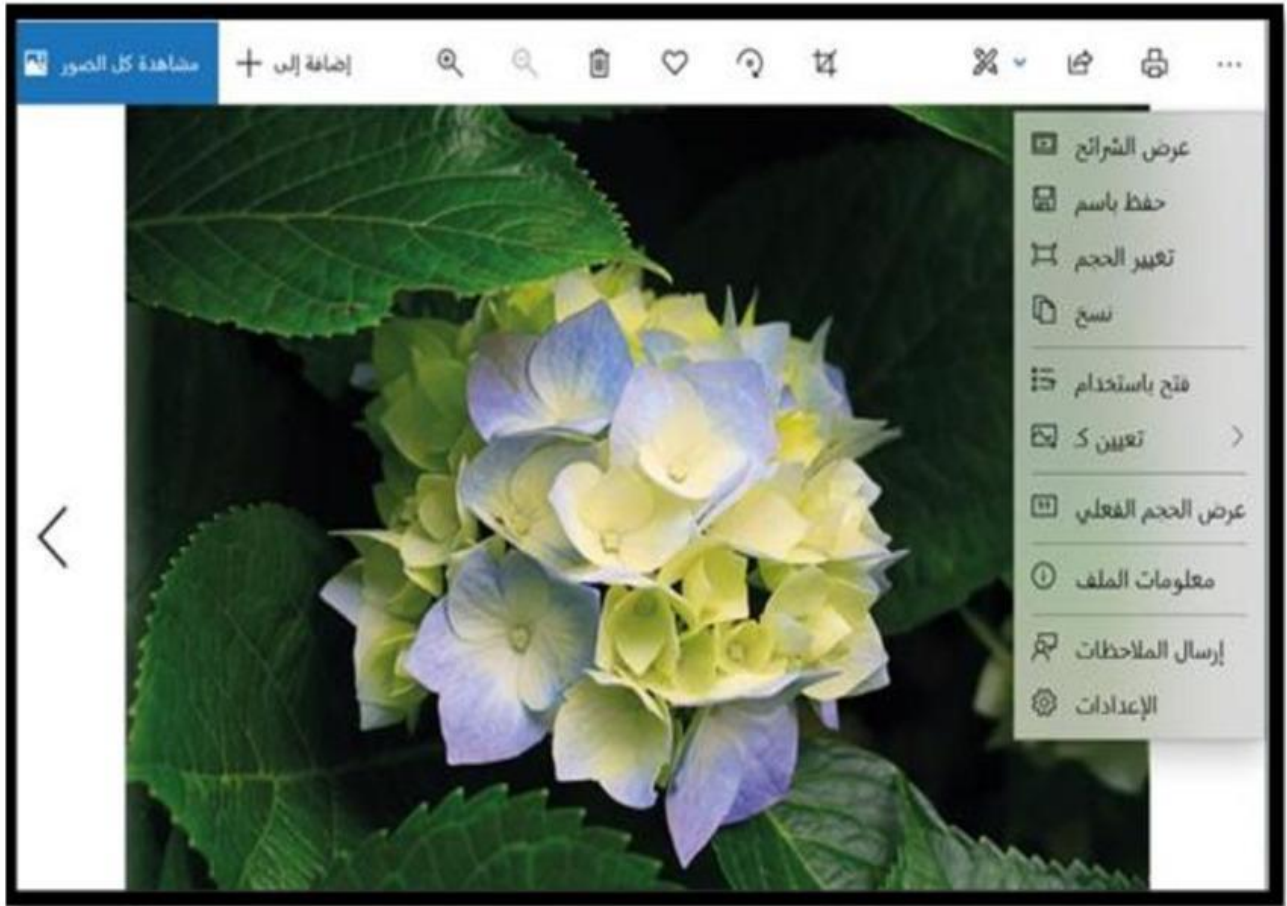 مشاهدة كل الصور
إضافة إلى
عرض الشرائح
حفظ باسم
تغيير الحجم
نسخ
فتح باستخدام
تعيين كـ
عرض الحجم الفعلي
معلومات الملف
إرسال الملاحظات
الإعدادات